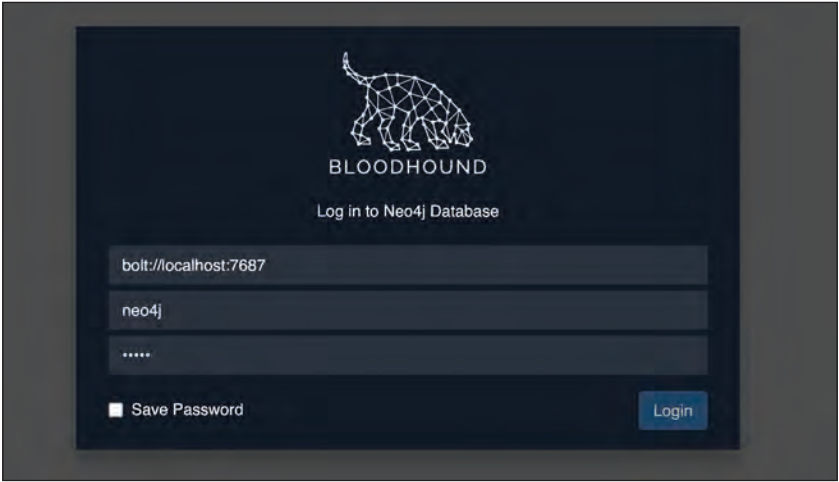 BLOODHOUND
Log in to Neo4j Database
bolt://localhost:7687
neo4j
•••••
Save Password
Login